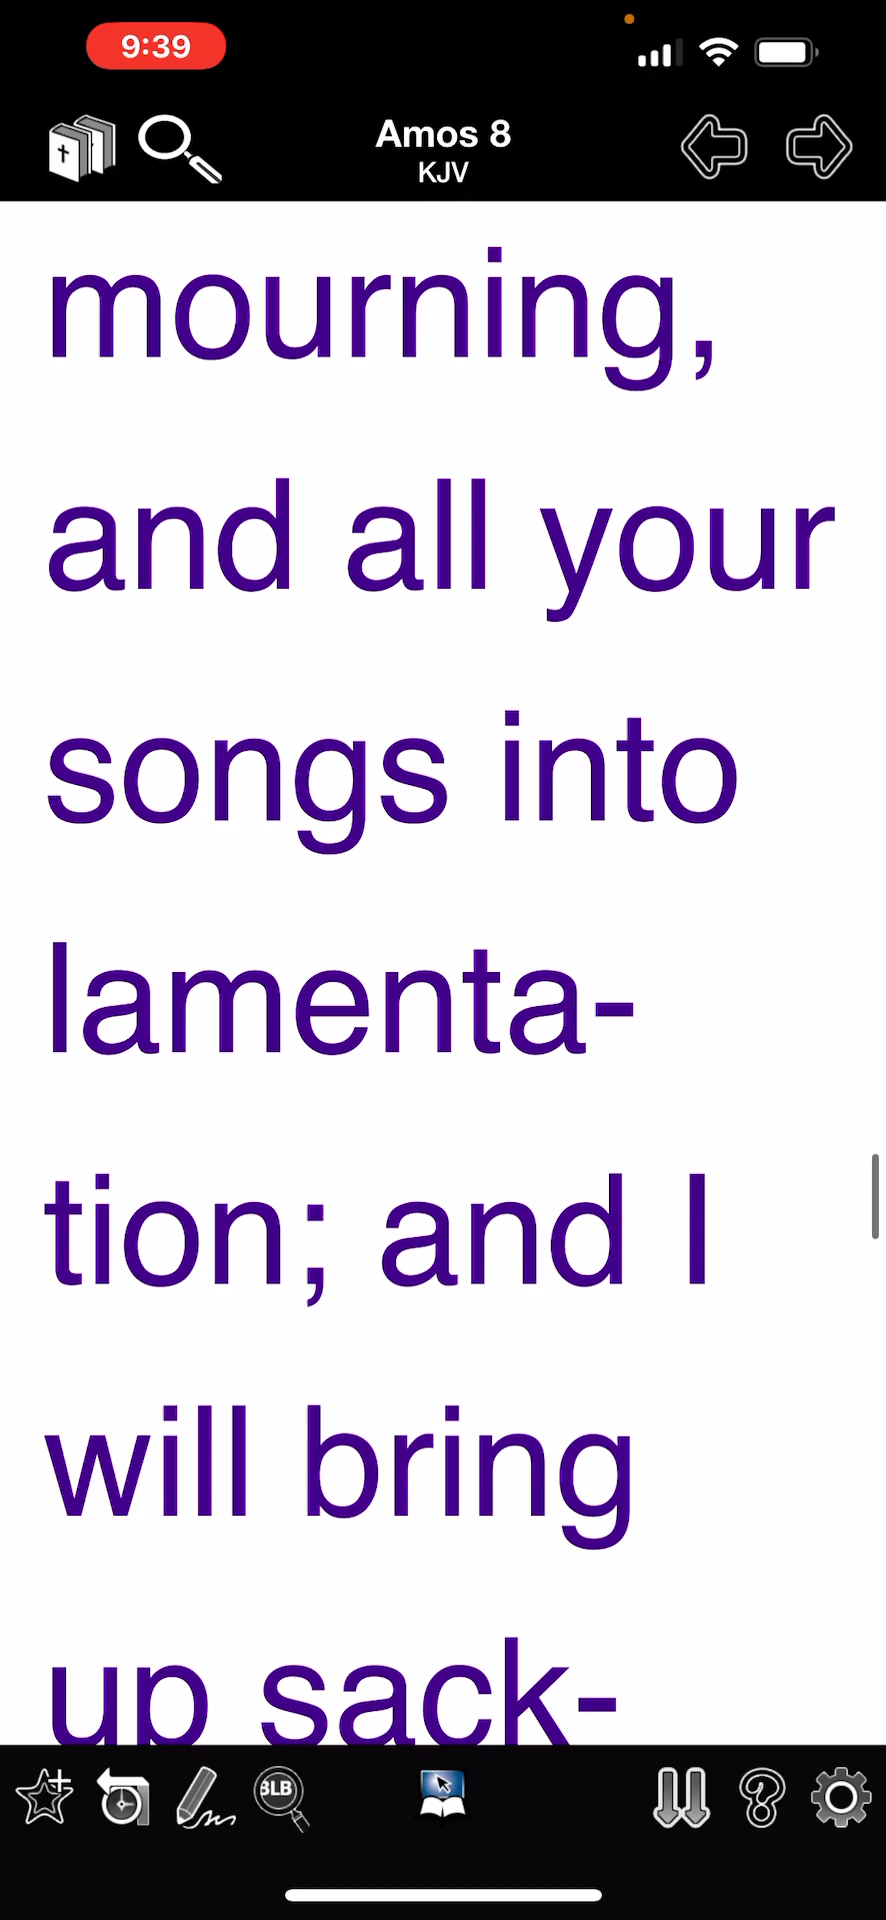 9:39
Amos 8
KJV
mourning,
and all your
songs into
lamenta-
tion; and I
will bring
up sack-
BLB